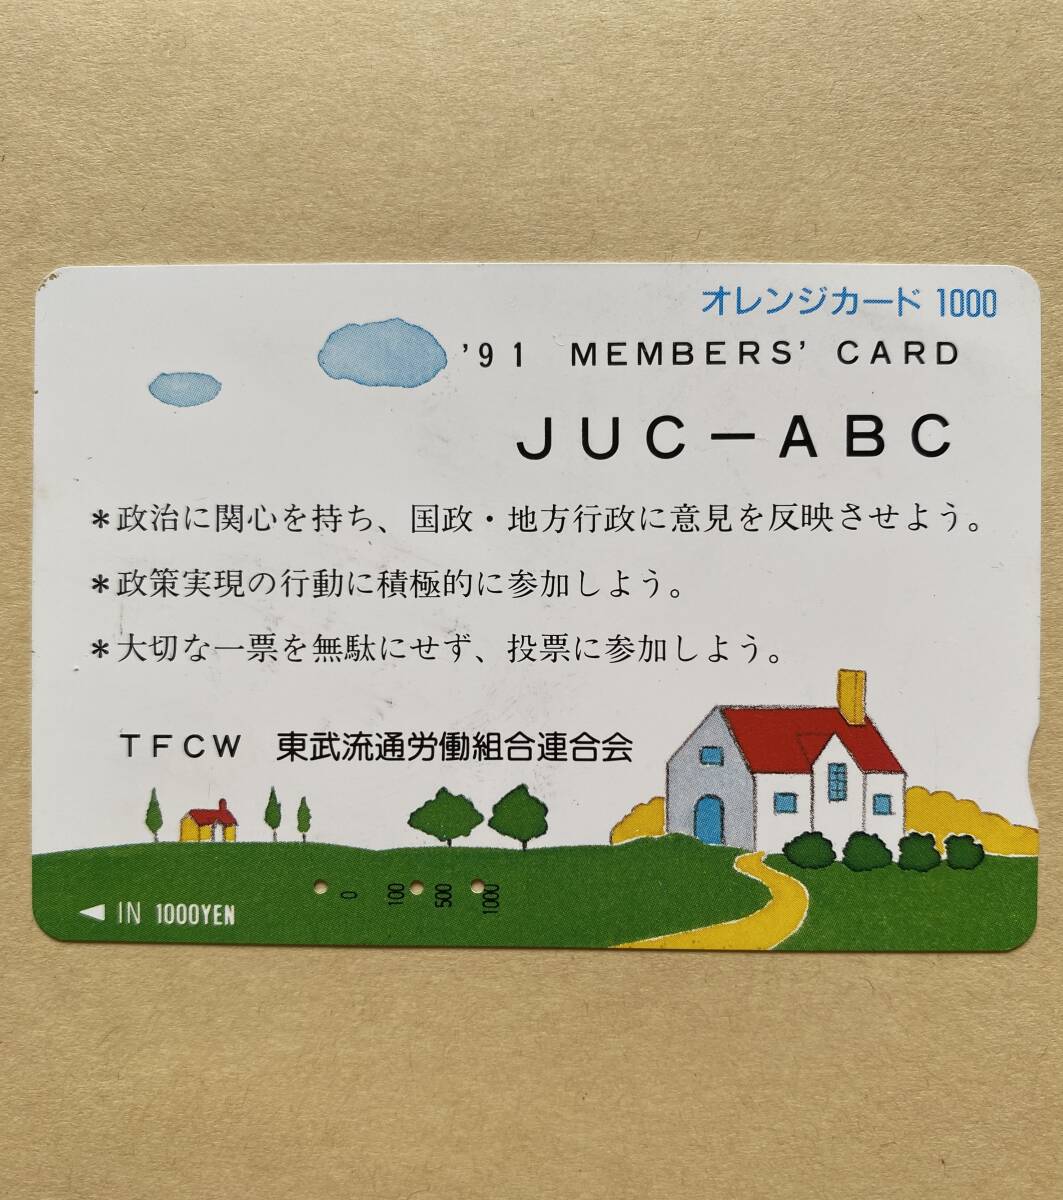 オレンジカード 1000
'91 MEMBERS' CARD
JUC－ABC
＊政治に関心を持ち、国政・地方行政に意見を反映させよう。
＊政策実現の行動に積極的に参加しよう。
＊大切な一票を無駄にせず、投票に参加しよう。
TFCW 東武流通労働組合連合会
0 100 500 1000
◀ IN 1000YEN